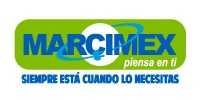 MARCIMEX
piensa en ti
SIEMPRE ESTÁ CUANDO LO NECESITAS